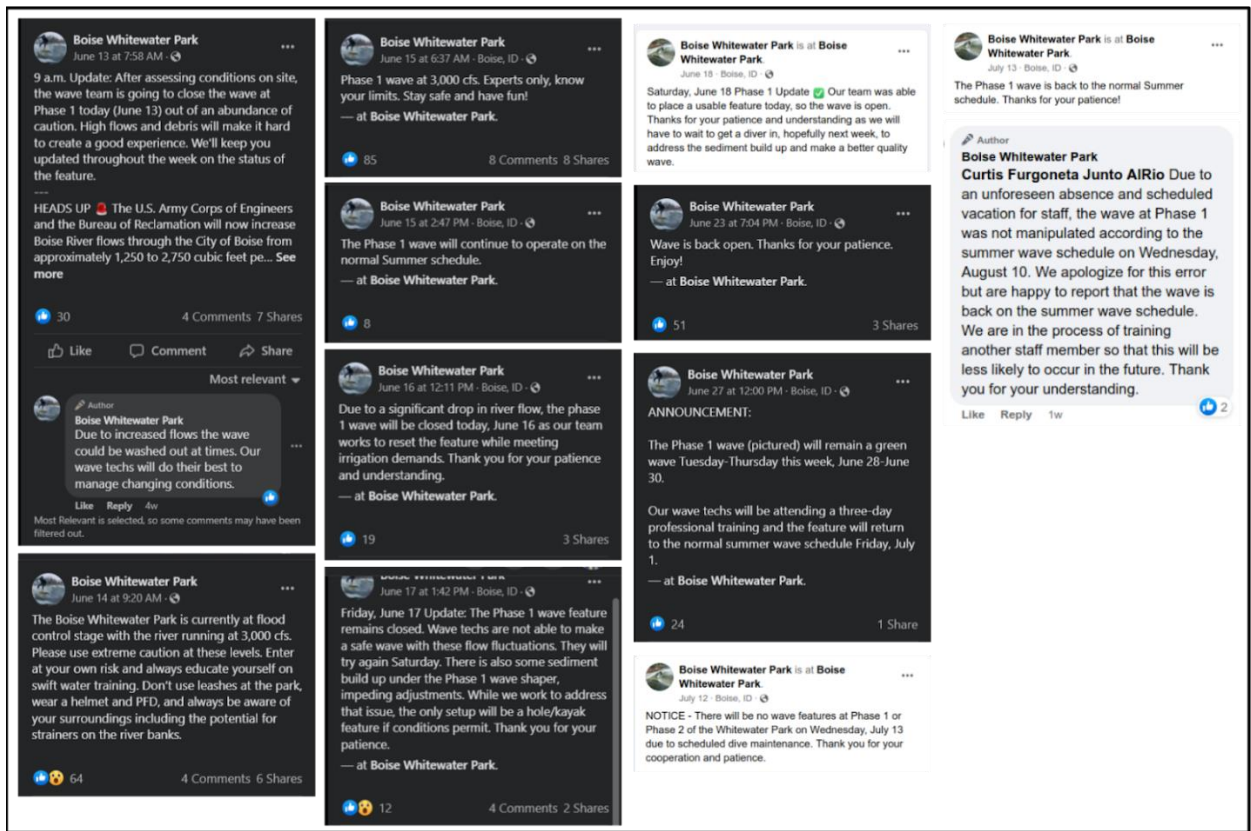 Boise Whitewater Park
June 13 at 7:58 AM ·
9 a.m. Update: After assessing conditions on site,
the wave team is going to close the wave at
Phase 1 today (June 13) out of an abundance of
caution. High flows and debris will make it hard
to create a good experience. We'll keep you
updated throughout the week on the status of
the feature.
---
HEADS UP 🚨 The U.S. Army Corps of Engineers
and the Bureau of Reclamation will now increase
Boise River flows through the City of Boise from
approximately 1,250 to 2,750 cubic feet pe... See
more
30
4 Comments 7 Shares
Like Comment Share
Most relevant
Author
Boise Whitewater Park
Due to increased flows the wave
could be washed out at times. Our
wave techs will do their best to
manage changing conditions.
Like Reply 4w
Most Relevant is selected, so some comments may have been
filtered out.
Boise Whitewater Park
June 14 at 9:20 AM ·
The Boise Whitewater Park is currently at flood
control stage with the river running at 3,000 cfs.
Please use extreme caution at these levels. Enter
at your own risk and always educate yourself on
swift water training. Don't use leashes at the park,
wear a helmet and PFD, and always be aware of
your surroundings including the potential for
strainers on the river banks.
64
4 Comments 6 Shares
Boise Whitewater Park
June 15 at 6:37 AM · Boise, ID ·
Phase 1 wave at 3,000 cfs. Experts only, know
your limits. Stay safe and have fun!
— at Boise Whitewater Park.
85
8 Comments 8 Shares
Boise Whitewater Park
June 15 at 2:47 PM · Boise, ID ·
The Phase 1 wave will continue to operate on the
normal Summer schedule.
— at Boise Whitewater Park.
8
Boise Whitewater Park
June 16 at 12:11 PM · Boise, ID ·
Due to a significant drop in river flow, the phase
1 wave will be closed today, June 16 as our team
works to reset the feature while meeting
irrigation demands. Thank you for your patience
and understanding.
— at Boise Whitewater Park.
19
3 Shares
Boise Whitewater Park
June 17 at 1:42 PM · Boise, ID ·
Friday, June 17 Update: The Phase 1 wave feature
remains closed. Wave techs are not able to make
a safe wave with these flow fluctuations. They will
try again Saturday. There is also some sediment
build up under the Phase 1 wave shaper,
impeding adjustments. While we work to address
that issue, the only setup will be a hole/kayak
feature if conditions permit. Thank you for your
patience.
— at Boise Whitewater Park.
12
4 Comments 2 Shares
Boise Whitewater Park is at Boise
Whitewater Park.
June 18 · Boise, ID ·
Saturday, June 18 Phase 1 Update ✅ Our team was able
to place a usable feature today, so the wave is open.
Thanks for your patience and understanding as we will
have to wait to get a diver in, hopefully next week, to
address the sediment build up and make a better quality
wave.
Boise Whitewater Park
June 23 at 7:04 PM · Boise, ID ·
Wave is back open. Thanks for your patience.
Enjoy!
— at Boise Whitewater Park.
51
3 Shares
Boise Whitewater Park
June 27 at 12:00 PM · Boise, ID ·
ANNOUNCEMENT:
The Phase 1 wave (pictured) will remain a green
wave Tuesday-Thursday this week, June 28-June
30.
Our wave techs will be attending a three-day
professional training and the feature will return
to the normal summer wave schedule Friday, July
1.
— at Boise Whitewater Park.
24
1 Share
Boise Whitewater Park is at Boise
Whitewater Park.
July 12 · Boise, ID ·
NOTICE - There will be no wave features at Phase 1 or
Phase 2 of the Whitewater Park on Wednesday, July 13
due to scheduled dive maintenance. Thank you for your
cooperation and patience.
Boise Whitewater Park is at Boise
Whitewater Park.
July 13 · Boise, ID ·
The Phase 1 wave is back to the normal Summer
schedule. Thanks for your patience!
Author
Boise Whitewater Park
Curtis Furgoneta Junto AlRio Due to
an unforeseen absence and scheduled
vacation for staff, the wave at Phase 1
was not manipulated according to the
summer wave schedule on Wednesday,
August 10. We apologize for this error
but are happy to report that the wave is
back on the summer wave schedule.
We are in the process of training
another staff member so that this will be
less likely to occur in the future. Thank
you for your understanding.
Like Reply 1w
2